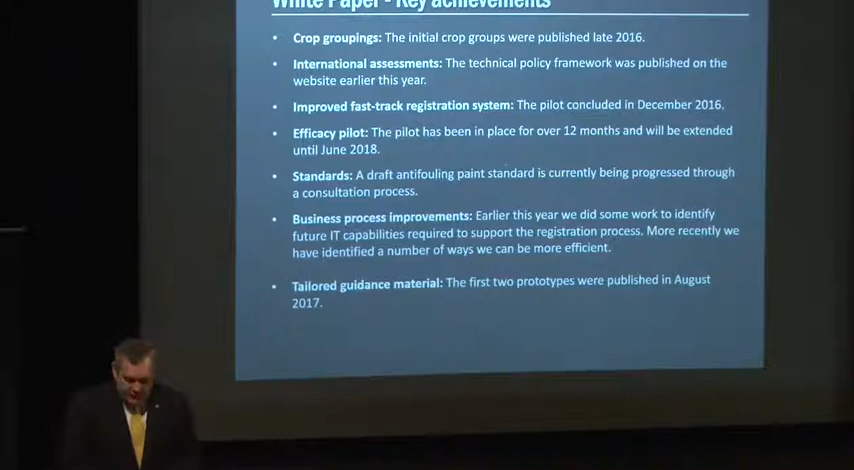 White Paper - Key achievements
• Crop groupings: The initial crop groups were published late 2016.
• International assessments: The technical policy framework was published on the
website earlier this year.
• Improved fast-track registration system: The pilot concluded in December 2016.
• Efficacy pilot: The pilot has been in place for over 12 months and will be extended
until June 2018.
• Standards: A draft antifouling paint standard is currently being progressed through
a consultation process.
• Business process improvements: Earlier this year we did some work to identify
future IT capabilities required to support the registration process. More recently we
have identified a number of ways we can be more efficient.
• Tailored guidance material: The first two prototypes were published in August
2017.